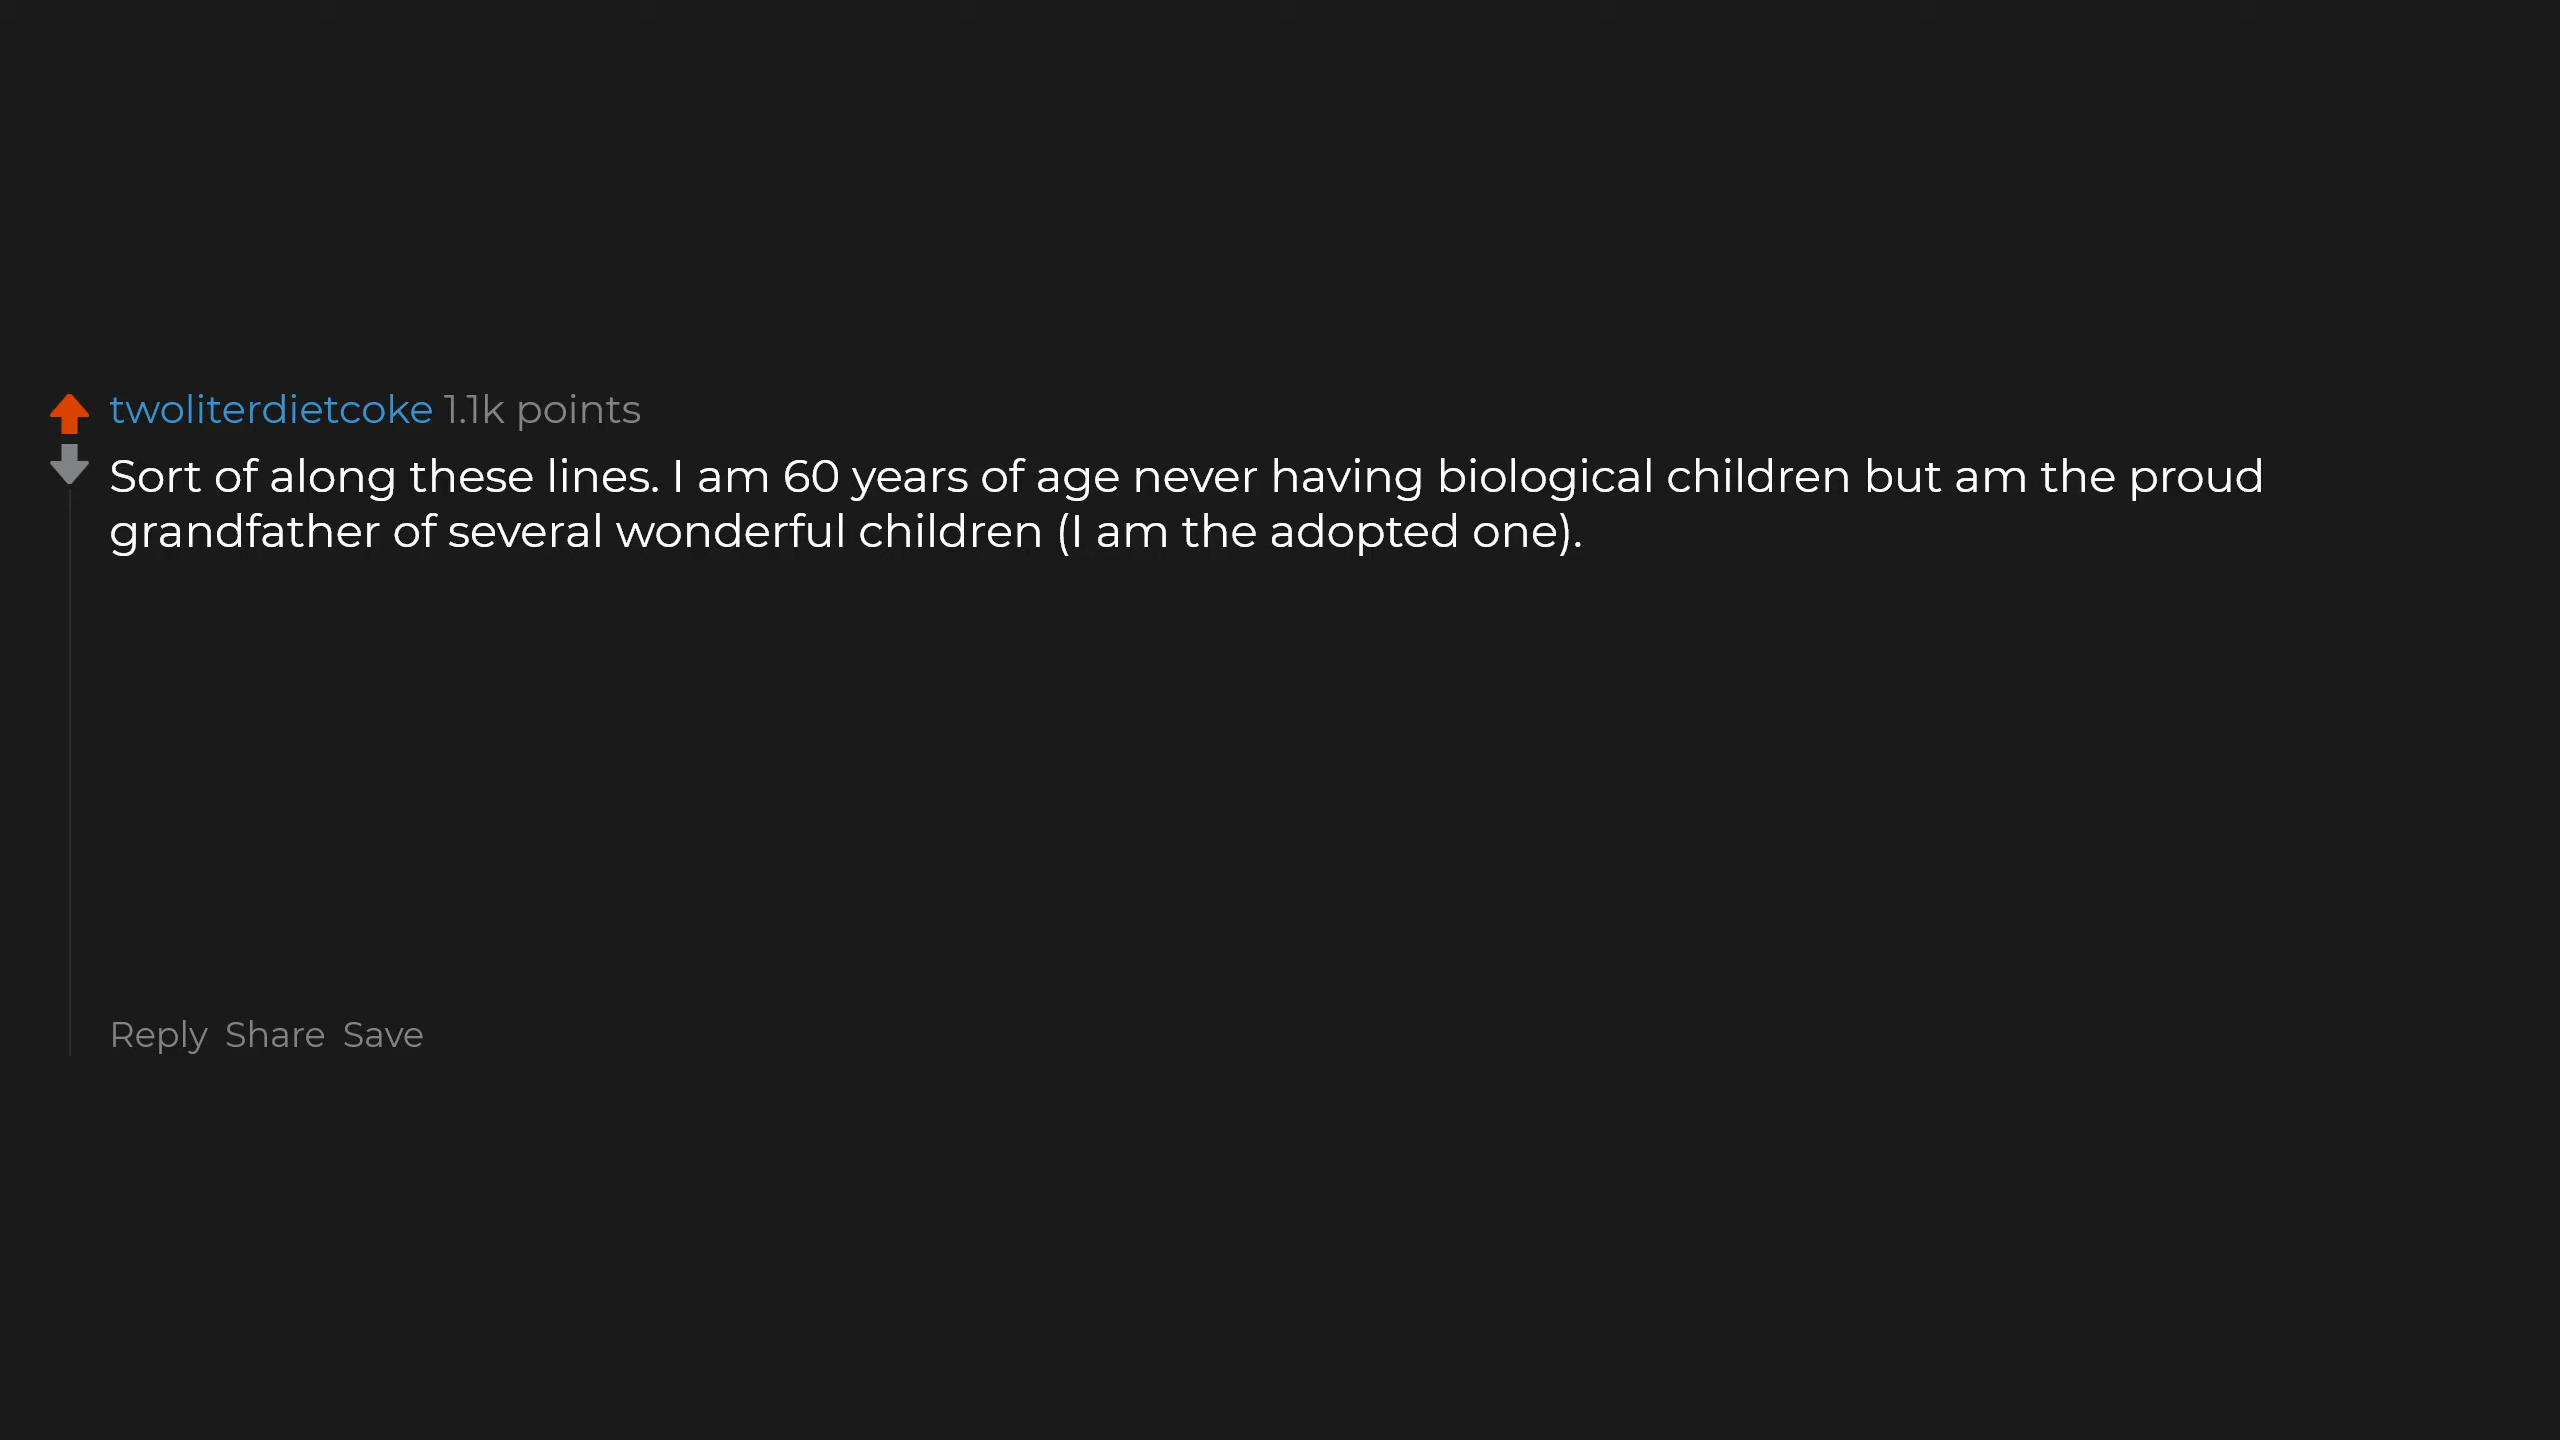 twoliterdietcoke 1.1k points
Sort of along these lines. I am 60 years of age never having biological children but am the proud
grandfather of several wonderful children (I am the adopted one).
Reply Share Save